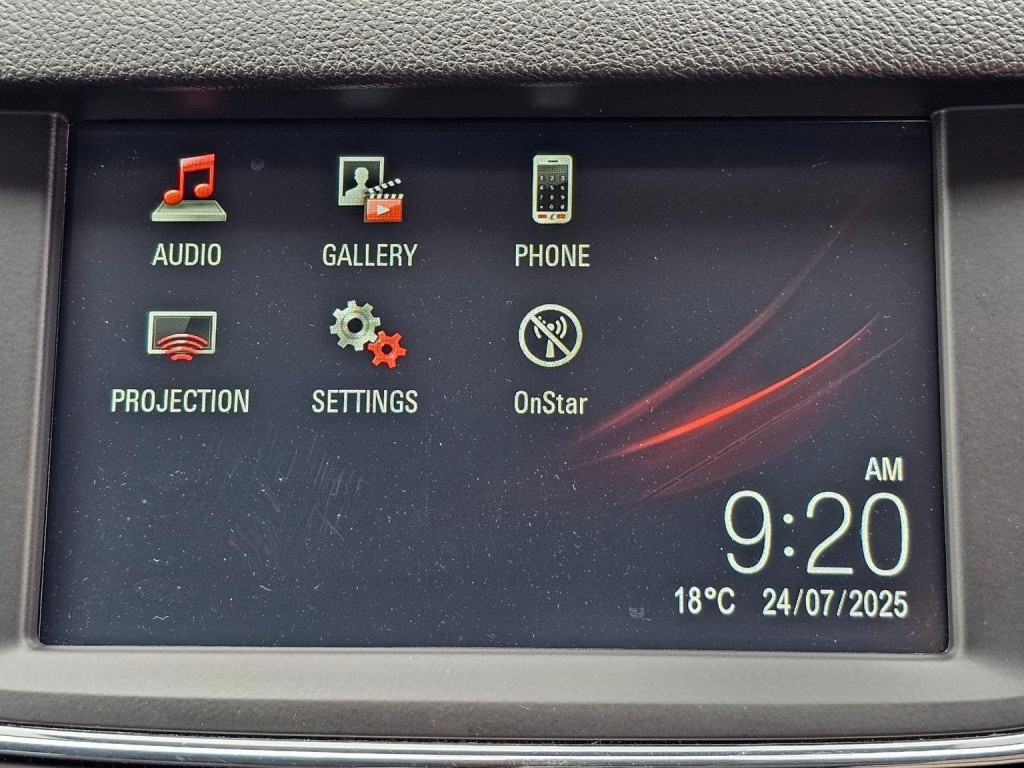 AUDIO GALLERY PHONE
PROJECTION SETTINGS OnStar
AM
9:20
18°C 24/07/2025